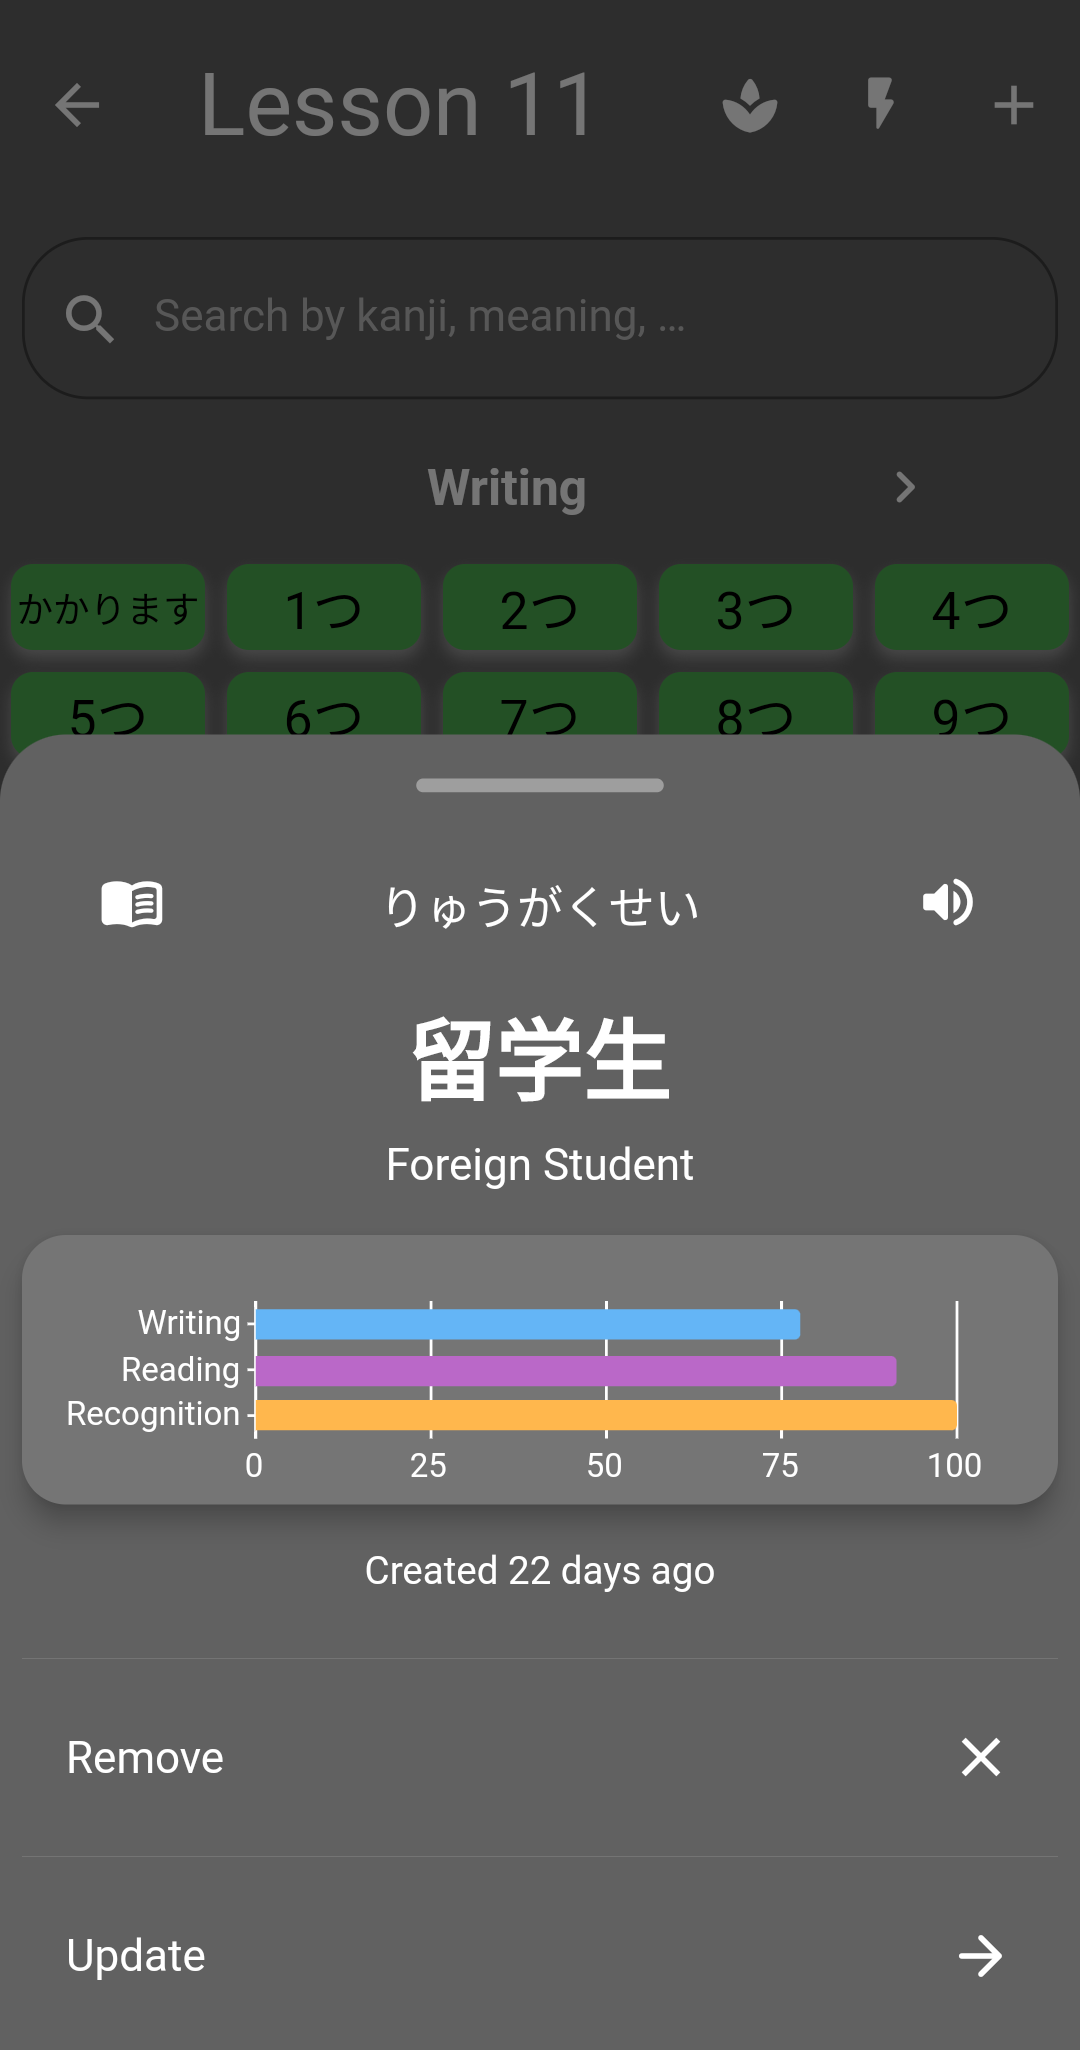 Lesson 11
Search by kanji, meaning, ...
Writing
かかります 1つ 2つ 3つ 4つ
5つ 6つ 7つ 8つ 9つ
りゅうがくせい
留学生
Foreign Student
Writing
Reading
Recognition
0 25 50 75 100
Created 22 days ago
Remove
Update